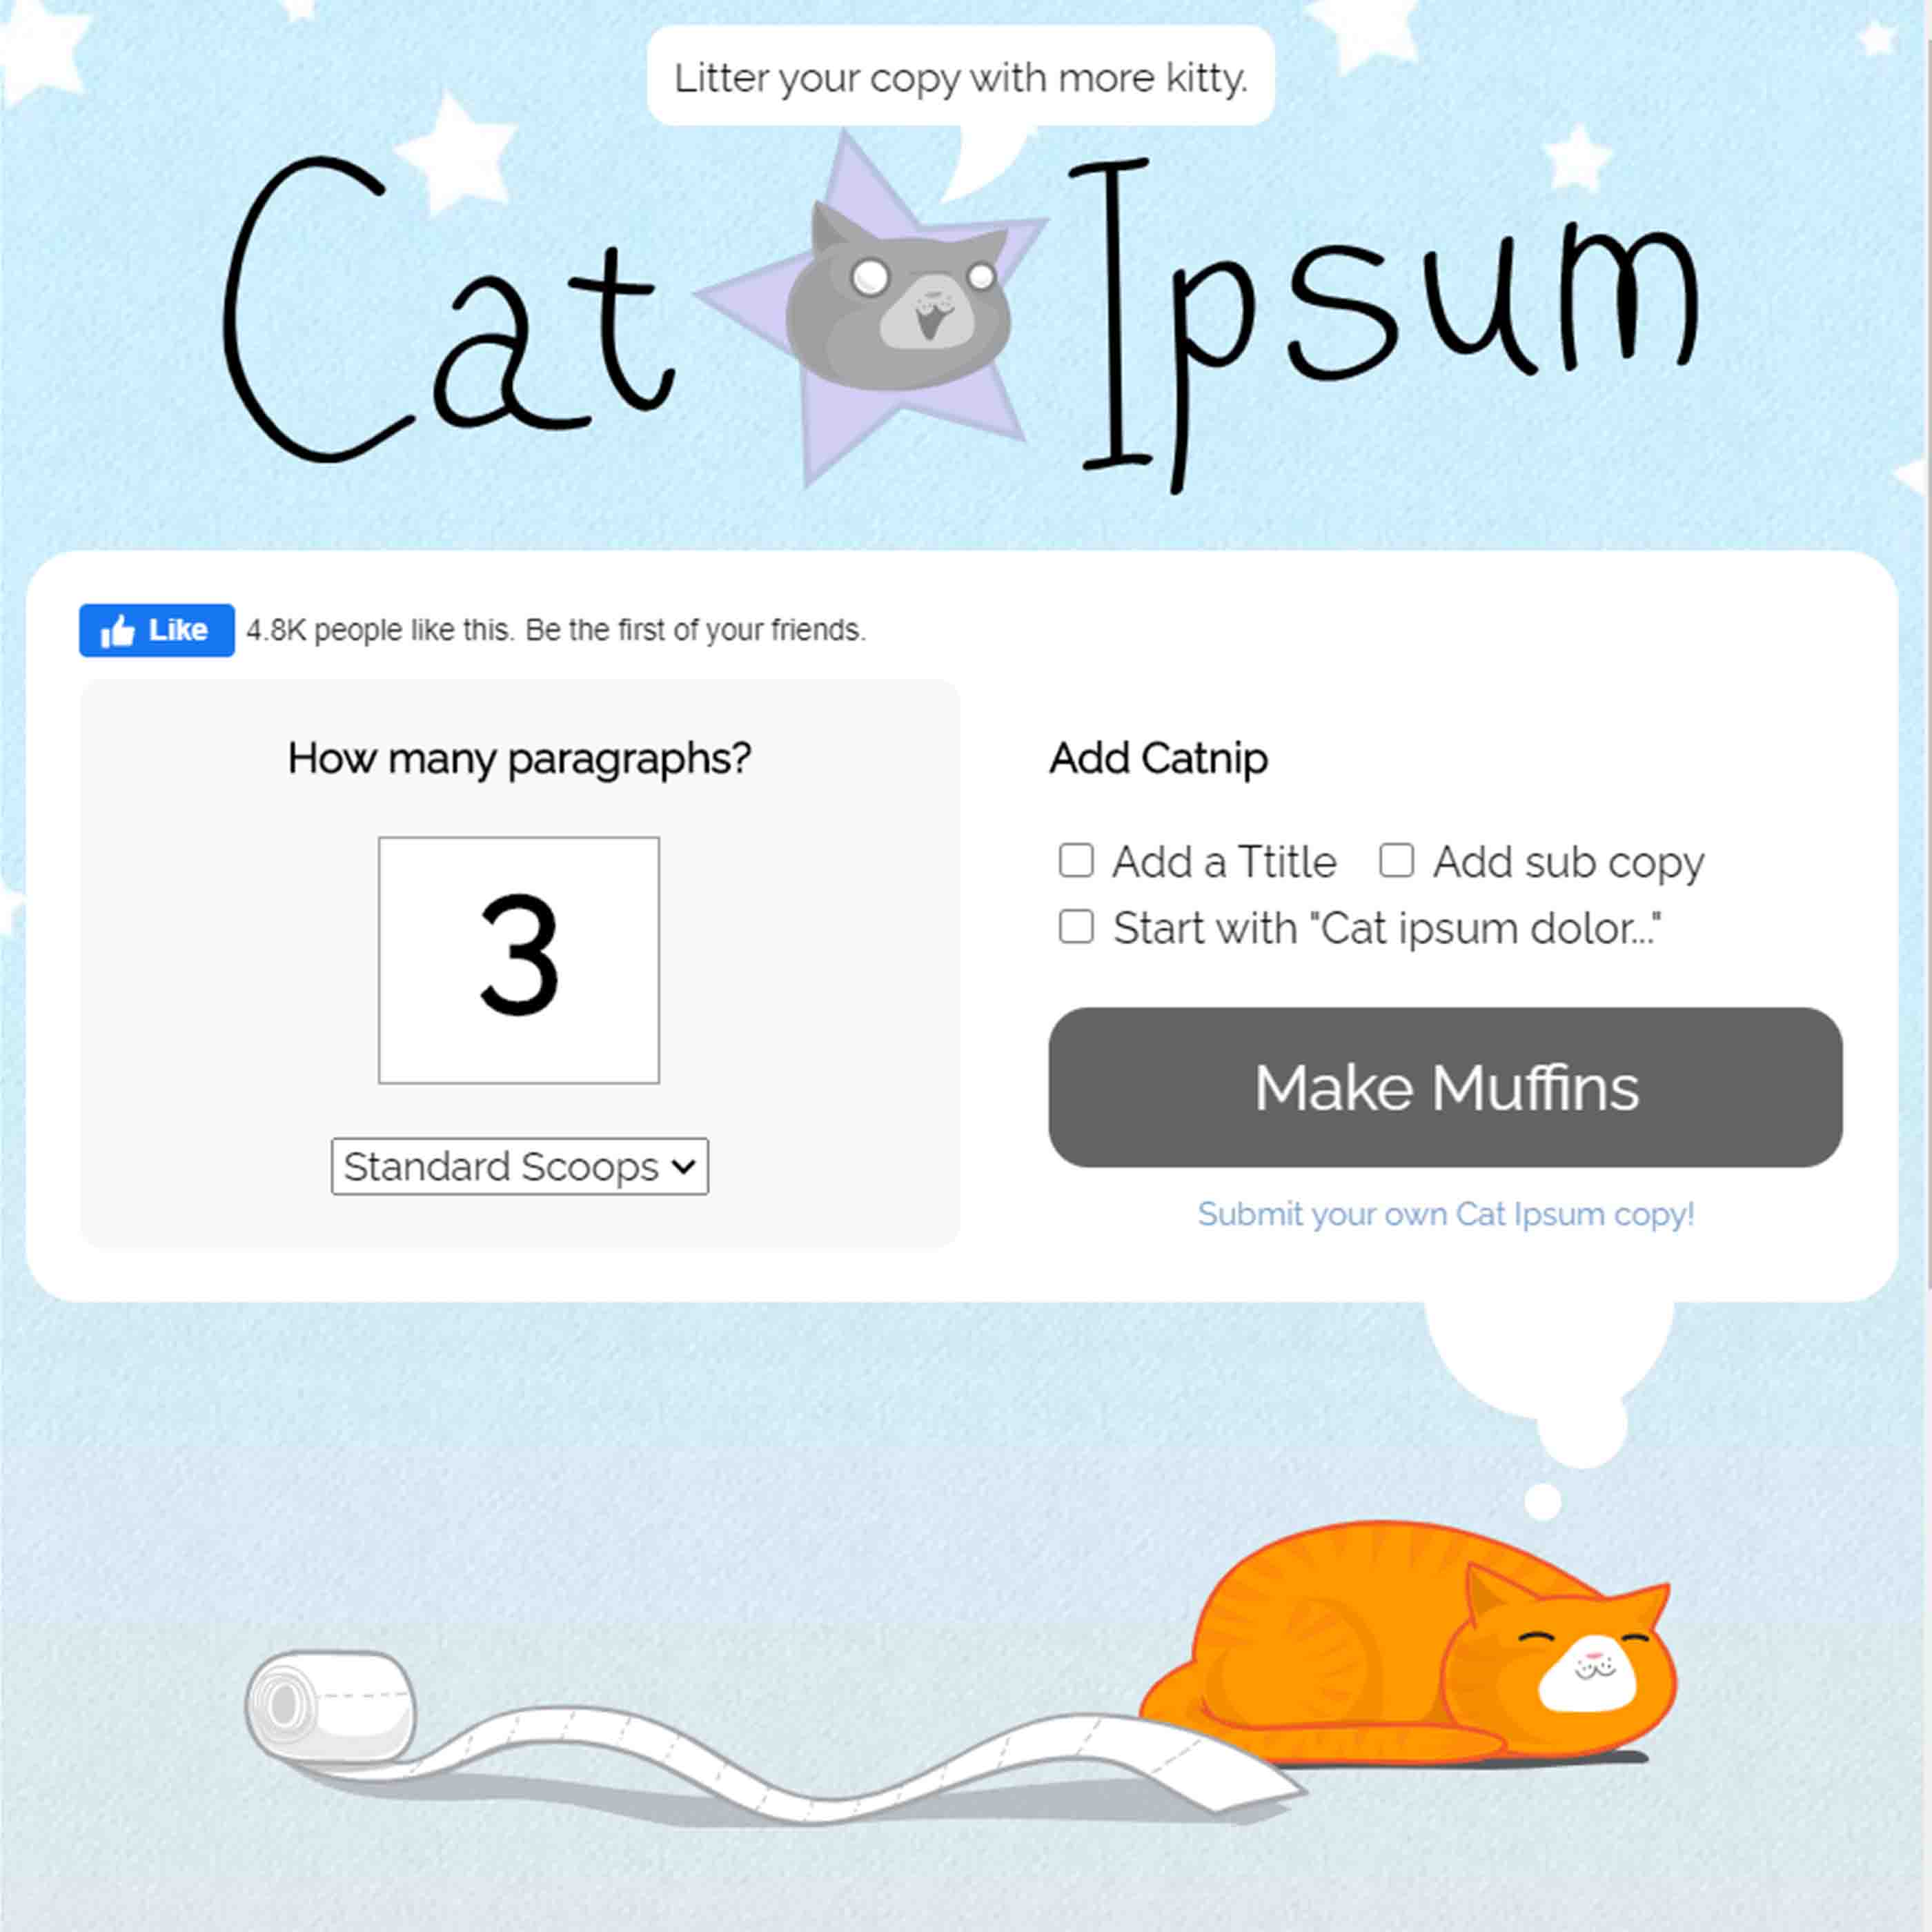 Litter your copy with more kitty.
Cat Ipsum
Like 4.8K people like this. Be the first of your friends.
How many paragraphs?
3
Standard Scoops
Add Catnip
Add a Ttitle Add sub copy
Start with "Cat ipsum dolor..."
Make Muffins
Submit your own Cat Ipsum copy!